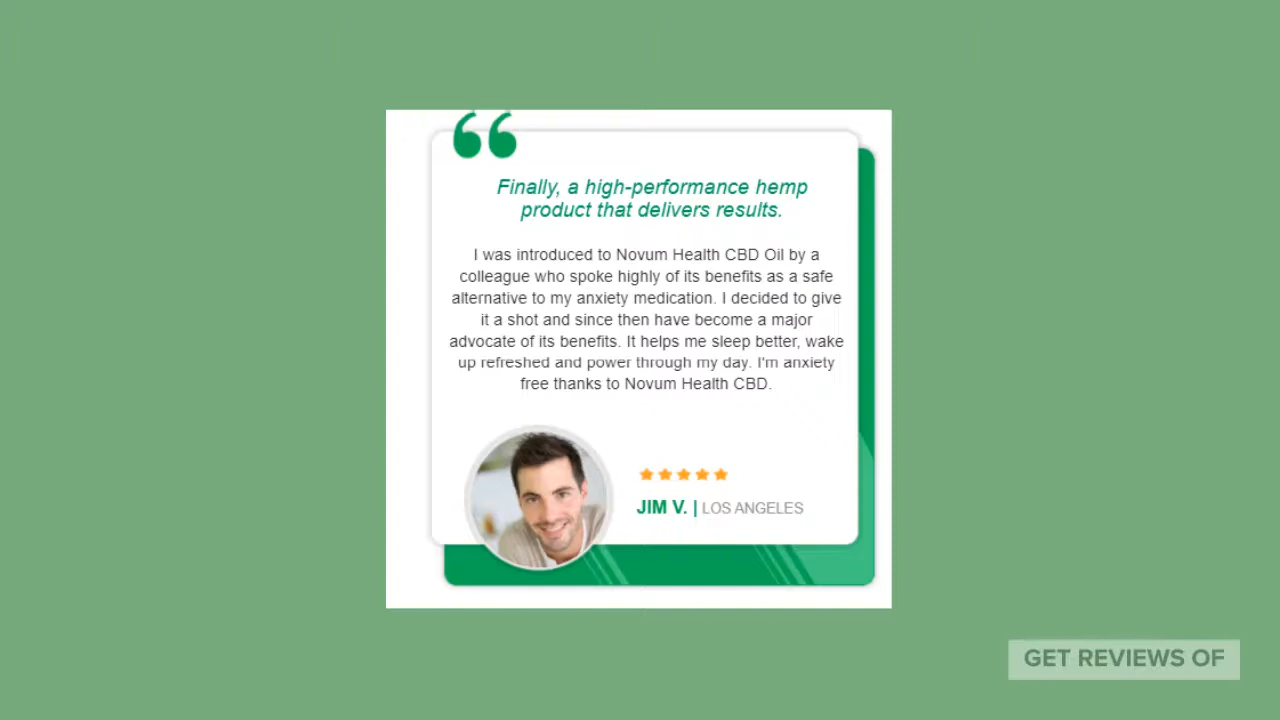 Finally, a high-performance hemp
product that delivers results.
I was introduced to Novum Health CBD Oil by a
colleague who spoke highly of its benefits as a safe
alternative to my anxiety medication. I decided to give
it a shot and since then have become a major
advocate of its benefits. It helps me sleep better, wake
up refreshed and power through my day. I'm anxiety
free thanks to Novum Health CBD.
JIM V. | LOS ANGELES
GET REVIEWS OF